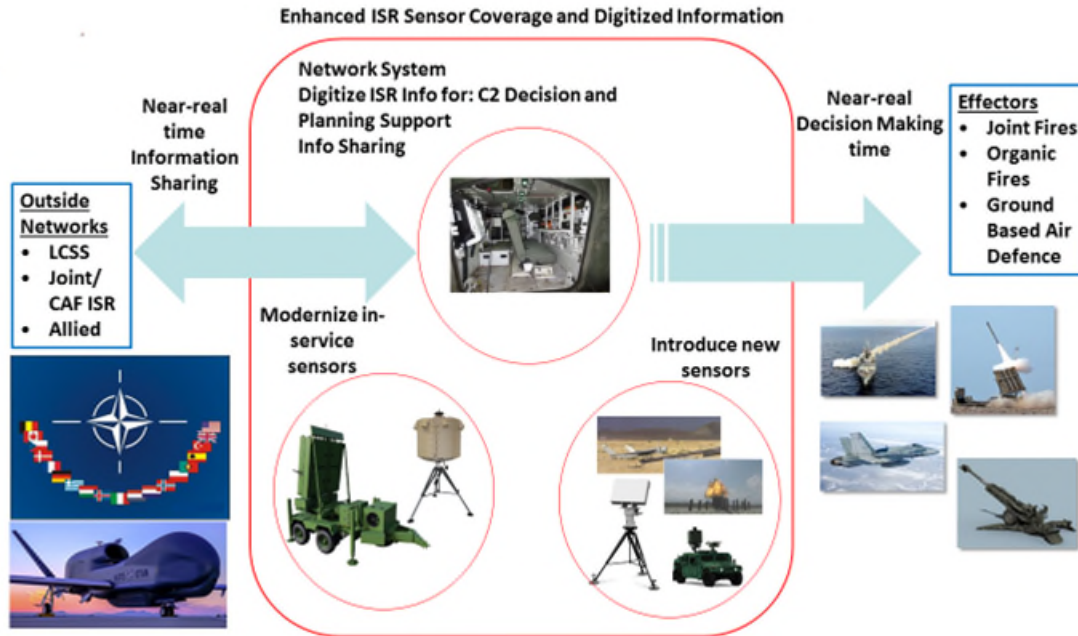 Enhanced ISR Sensor Coverage and Digitized Information
Network System
Digitize ISR Info for: C2 Decision and
Planning Support
Info Sharing
Near-real
time
Information
Sharing
Near-real
Decision Making
time
Outside
Networks
• LCSS
• Joint/
CAF ISR
• Allied
Effectors
• Joint Fires
• Organic
Fires
• Ground
Based Air
Defence
Modernize in-
service
sensors
Introduce new
sensors